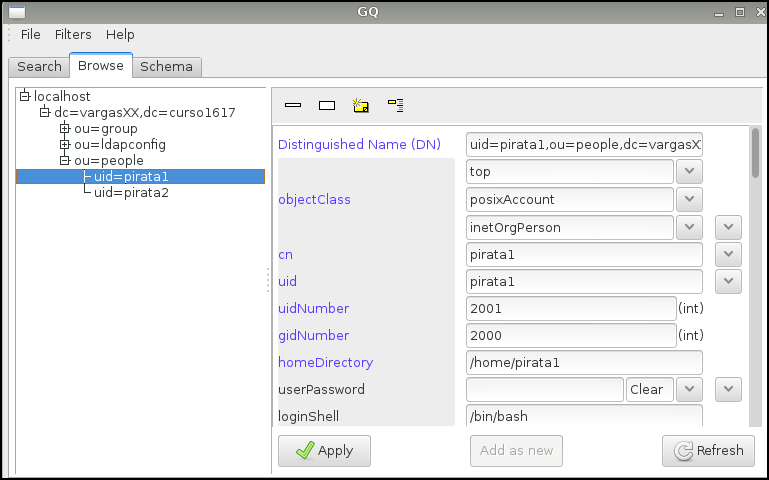 GQ
File Filters Help
Search Browse Schema
localhost
dc=vargasXX,dc=curso1617
ou=group
ou=ldapconfig
ou=people
uid=pirata1
uid=pirata2
Distinguished Name (DN) uid=pirata1,ou=people,dc=vargasX
top
objectClass posixAccount
inetOrgPerson
cn pirata1
uid pirata1
uidNumber 2001 (int)
gidNumber 2000 (int)
homeDirectory /home/pirata1
userPassword Clear
loginShell /bin/bash
Apply Add as new Refresh